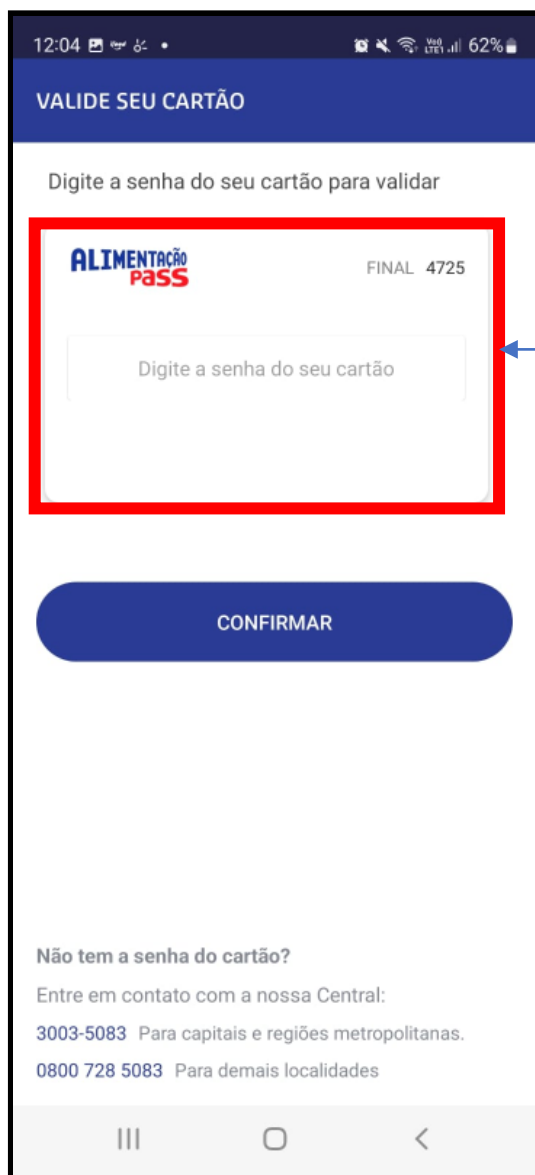 12:04
62%
VALIDE SEU CARTÃO
Digite a senha do seu cartão para validar
ALIMENTAÇÃO
PASS
FINAL 4725
Digite a senha do seu cartão
CONFIRMAR
Não tem a senha do cartão?
Entre em contato com a nossa Central:
3003-5083 Para capitais e regiões metropolitanas.
0800 728 5083 Para demais localidades